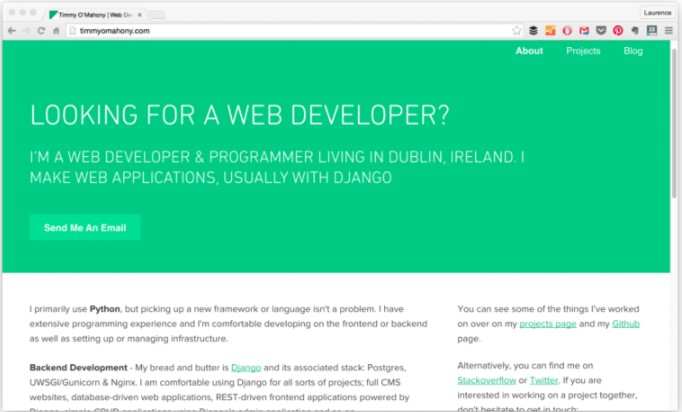 Timmy O'Mahony | Web De
Laurence
timmyomahony.com
About Projects Blog
LOOKING FOR A WEB DEVELOPER?
I'M A WEB DEVELOPER & PROGRAMMER LIVING IN DUBLIN, IRELAND. I
MAKE WEB APPLICATIONS, USUALLY WITH DJANGO
Send Me An Email
I primarily use Python, but picking up a new framework or language isn't a problem. I have
extensive programming experience and I'm comfortable developing on the frontend or backend
as well as setting up or managing infrastructure.
Backend Development - My bread and butter is Django and its associated stack: Postgres,
UWSGI/Gunicorn & Nginx. I am comfortable using Django for all sorts of projects; full CMS
websites, database-driven web applications, REST-driven frontend applications powered by
You can see some of the things I've worked
on over on my projects page and my Github
page.
Alternatively, you can find me on
Stackoverflow or Twitter. If you are
interested in working on a project together,
don't hesitate to get in touch: